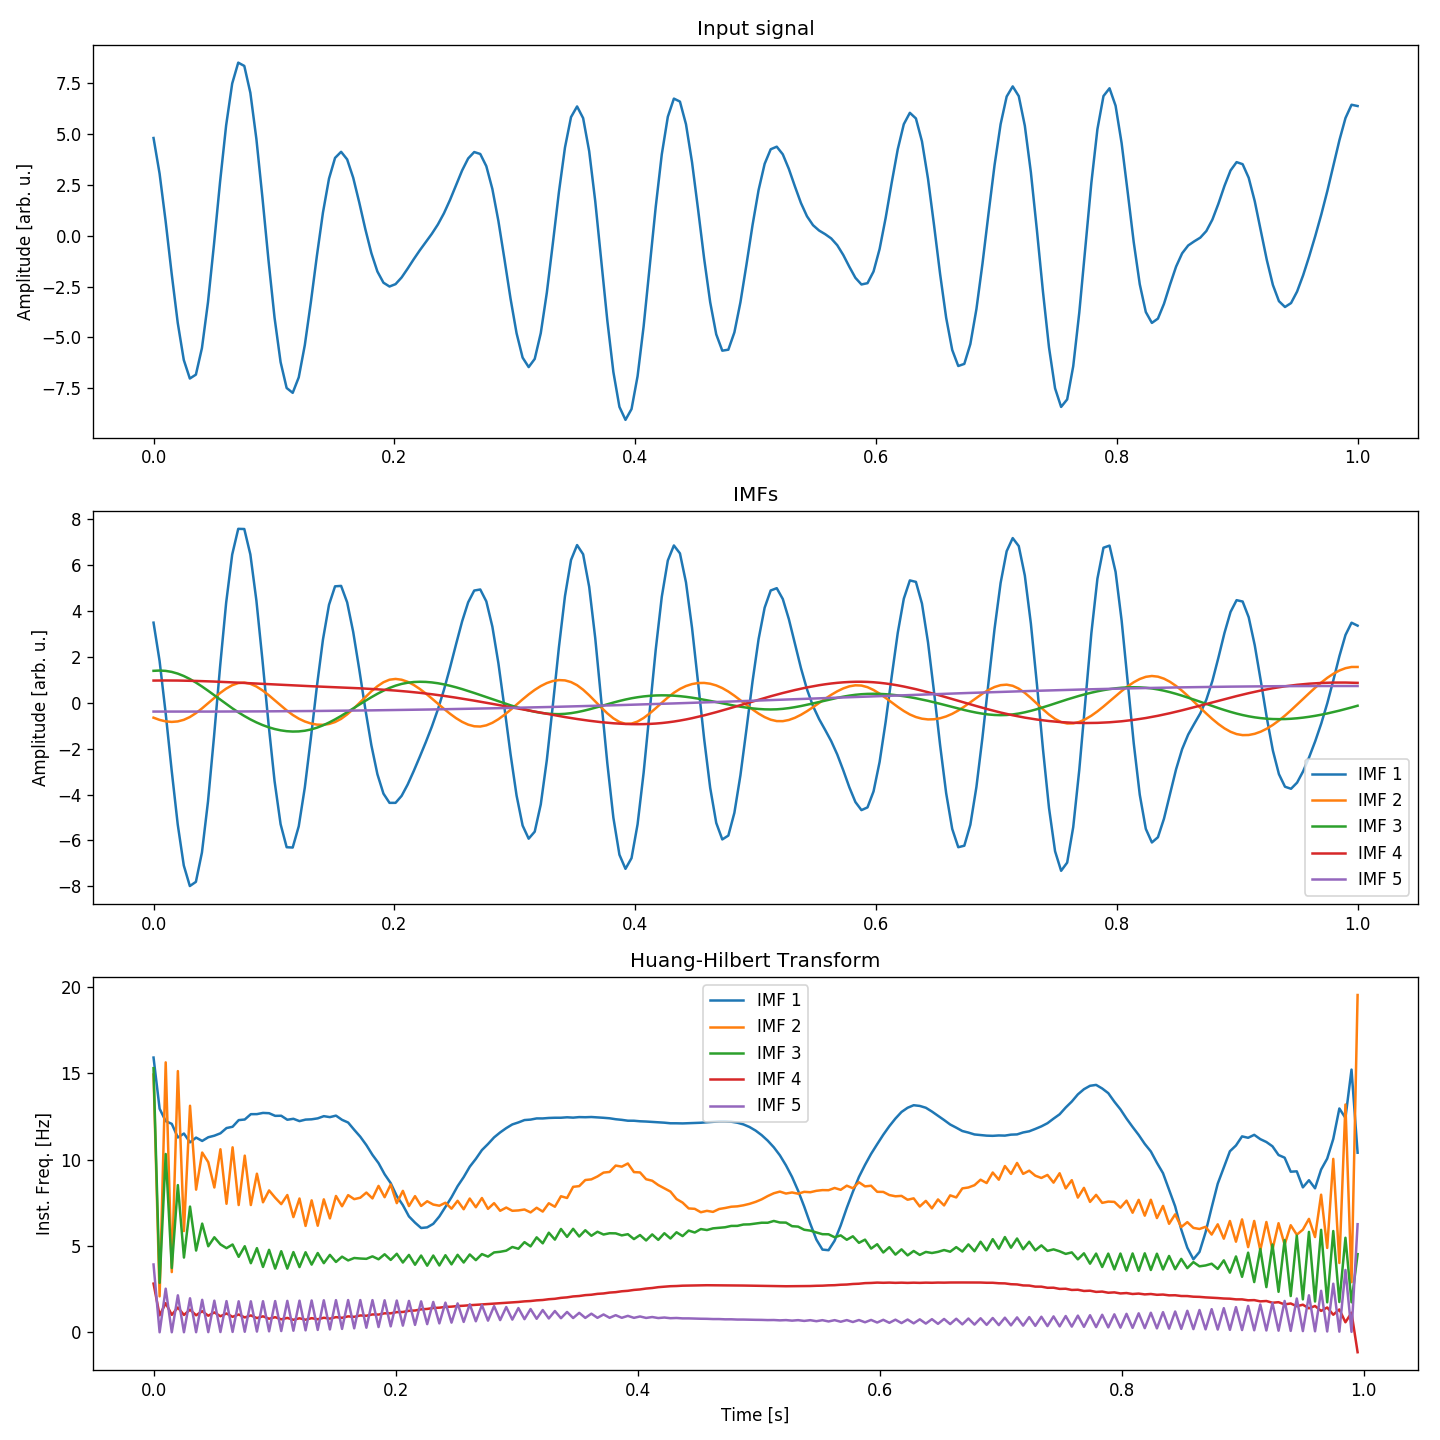 Input signal
Amplitude [arb. u.]
7.5
5.0
2.5
0.0
−2.5
−5.0
−7.5
0.0 0.2 0.4 0.6 0.8 1.0
IMFs
Amplitude [arb. u.]
8
6
4
2
0
−2
−4
−6
−8
IMF 1
IMF 2
IMF 3
IMF 4
IMF 5
0.0 0.2 0.4 0.6 0.8 1.0
Huang-Hilbert Transform
Inst. Freq. [Hz]
20
15
10
5
0
IMF 1
IMF 2
IMF 3
IMF 4
IMF 5
0.0 0.2 0.4 0.6 0.8 1.0
Time [s]